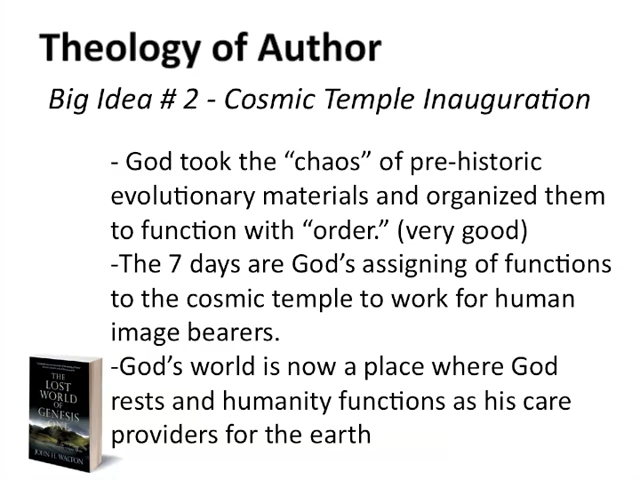 Theology of Author
Big Idea # 2 - Cosmic Temple Inauguration
- God took the “chaos” of pre-historic
evolutionary materials and organized them
to function with “order.” (very good)
-The 7 days are God’s assigning of functions
to the cosmic temple to work for human
image bearers.
-God’s world is now a place where God
rests and humanity functions as his care
providers for the earth
THE
LOST
WORLD
OF
GENESIS
ONE
JOHN H. WALTON